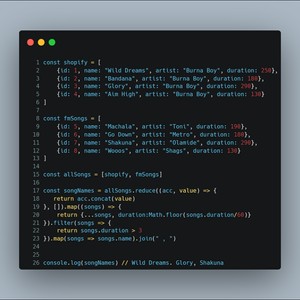 1 const shopify = [
2 {id: 1, name: "Wild Dreams", artist: "Burna Boy", duration: 250},
3 {id: 2, name: "Bandana", artist: "Burna Boy", duration: 180},
4 {id: 3, name: "Glory", artist: "Burna Boy", duration: 290},
5 {id: 4, name: "Aim High", artist: "Burna Boy", duration: 130}
6 ]
7
8 const fmSongs = [
9 {id: 5, name: "Machala", artist: "Toni", duration: 190},
10 {id: 6, name: "Go Down", artist: "Metro", duration: 180},
11 {id: 7, name: "Shakuna", artist: "Olamide", duration: 290},
12 {id: 6, name: "Wooos", artist: "Shags", duration: 130}
13 ]
14
15 const allSongs = [shopify, fmSongs]
16
17 const songNames = allSongs.reduce((acc, value) => {
18 return acc.concat(value)
19 }, []).map((songs) => {
20 return {...songs, duration:Math.floor(songs.duration/60)}
21 }).filter(songs => {
22 return songs.duration > 3
23 }).map(songs => songs.name).join(" , ")
24
25
26 console.log(songNames) // Wild Dreams. Glory, Shakuna